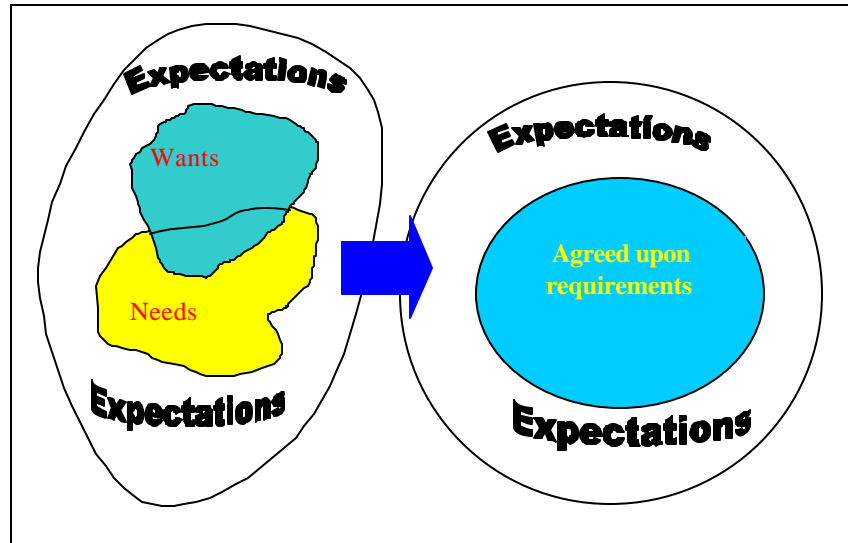 Expectations
Wants
Needs
Expectations
Expectations
Agreed upon
requirements
Expectations